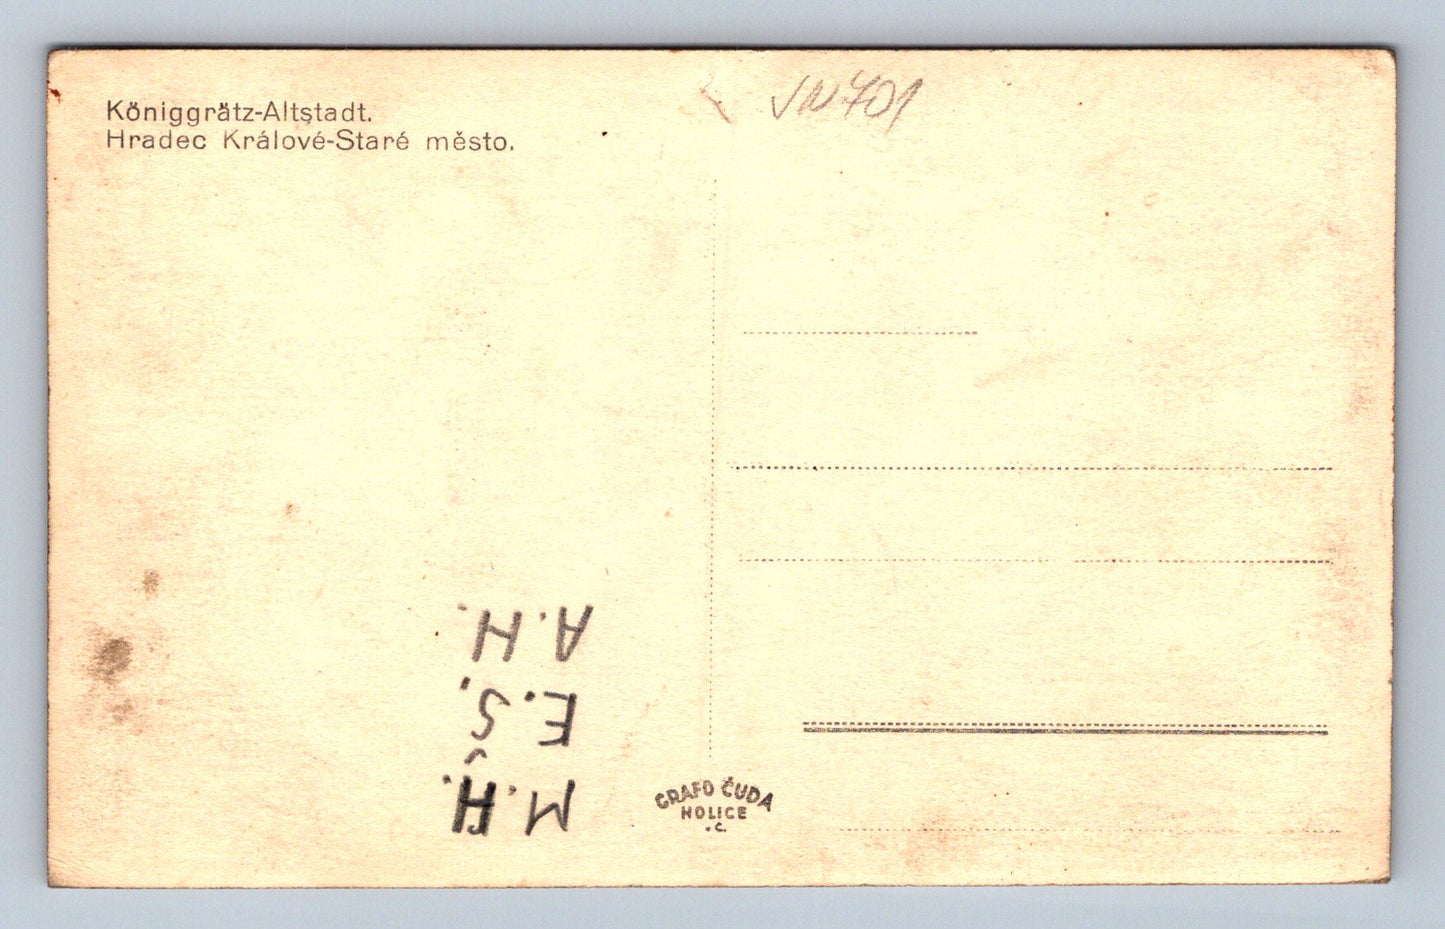 Königgrätz-Altstadt.
Hradec Králové-Staré město.
GRAFO ČUDA
HOLICE
M.H.
E.Š.
A.H.